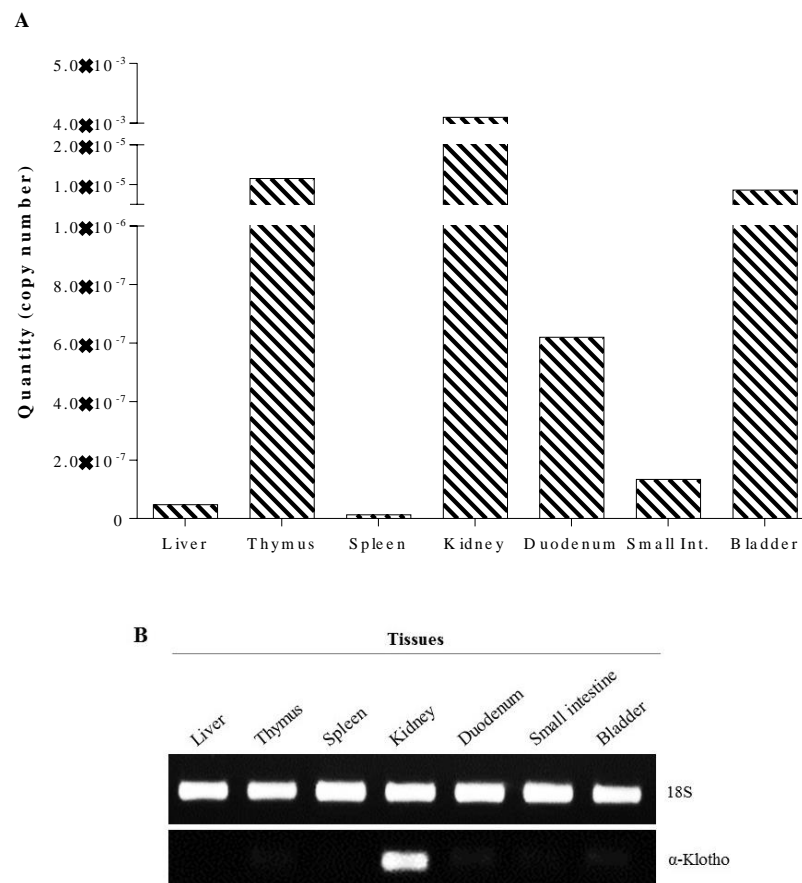 A
5.0✖10 -3
4.0✖10 -3
2.0✖10 -5
1.0✖10 -5
1.0✖10 -6
8.0✖10 -7
6.0✖10 -7
4.0✖10 -7
2.0✖10 -7
0
Quantity (copy number)
Liver Thymus Spleen Kidney Duodenum Small Int. Bladder
B
Tissues
Liver Thymus Spleen Kidney Duodenum Small intestine Bladder
18S
α-Klotho